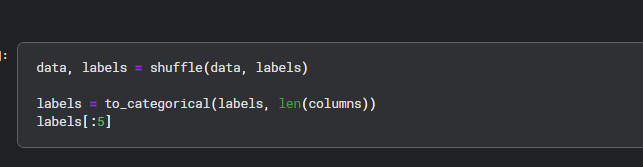 ]:
data, labels = shuffle(data, labels)
labels = to_categorical(labels, len(columns))
labels[:5]